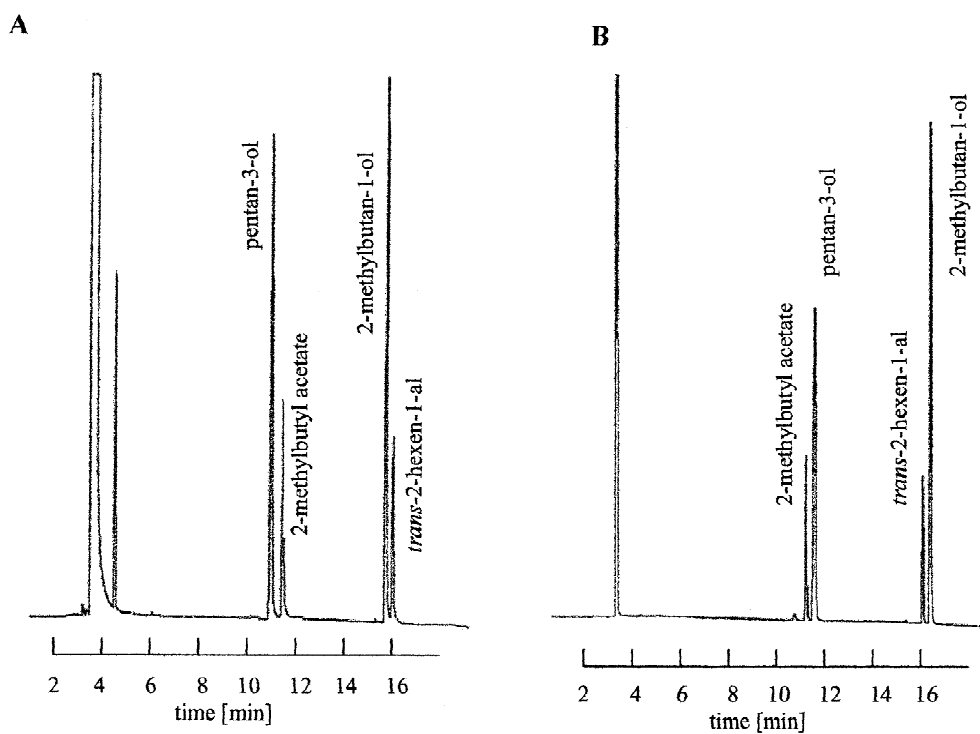 A
pentan-3-ol
2-methylbutyl acetate
2-methylbutan-1-ol
trans-2-hexen-1-al
2 4 6 8 10 12 14 16
time [min]
B
2-methylbutyl acetate
pentan-3-ol
trans-2-hexen-1-al
2-methylbutan-1-ol
2 4 6 8 10 12 14 16
time [min]